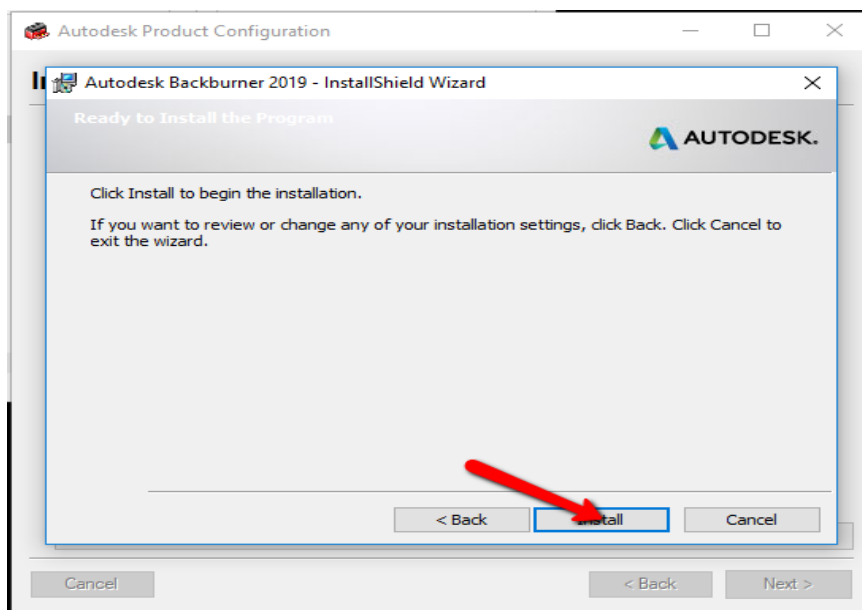 Autodesk Product Configuration
Autodesk Backburner 2019 - InstallShield Wizard
Ready to Install the Program
AUTODESK.
Click Install to begin the installation.
If you want to review or change any of your installation settings, click Back. Click Cancel to
exit the wizard.
< Back
Install
Cancel
Cancel
< Back
Next >